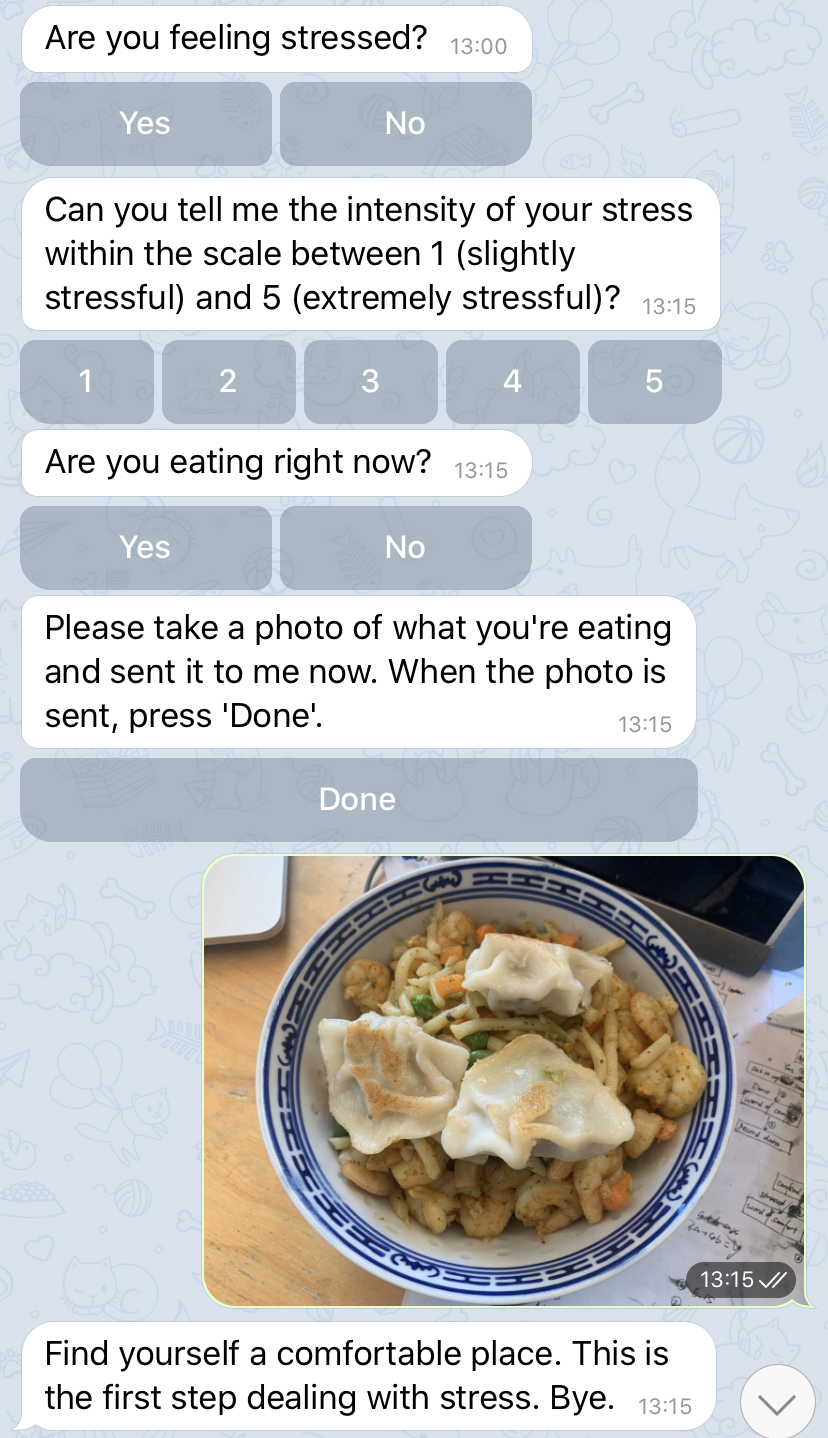 Are you feeling stressed? 13:00
Yes No
Can you tell me the intensity of your stress
within the scale between 1 (slightly
stressful) and 5 (extremely stressful)? 13:15
1 2 3 4 5
Are you eating right now? 13:15
Yes No
Please take a photo of what you're eating
and sent it to me now. When the photo is
sent, press 'Done'. 13:15
Done
13:15
Find yourself a comfortable place. This is
the first step dealing with stress. Bye. 13:15